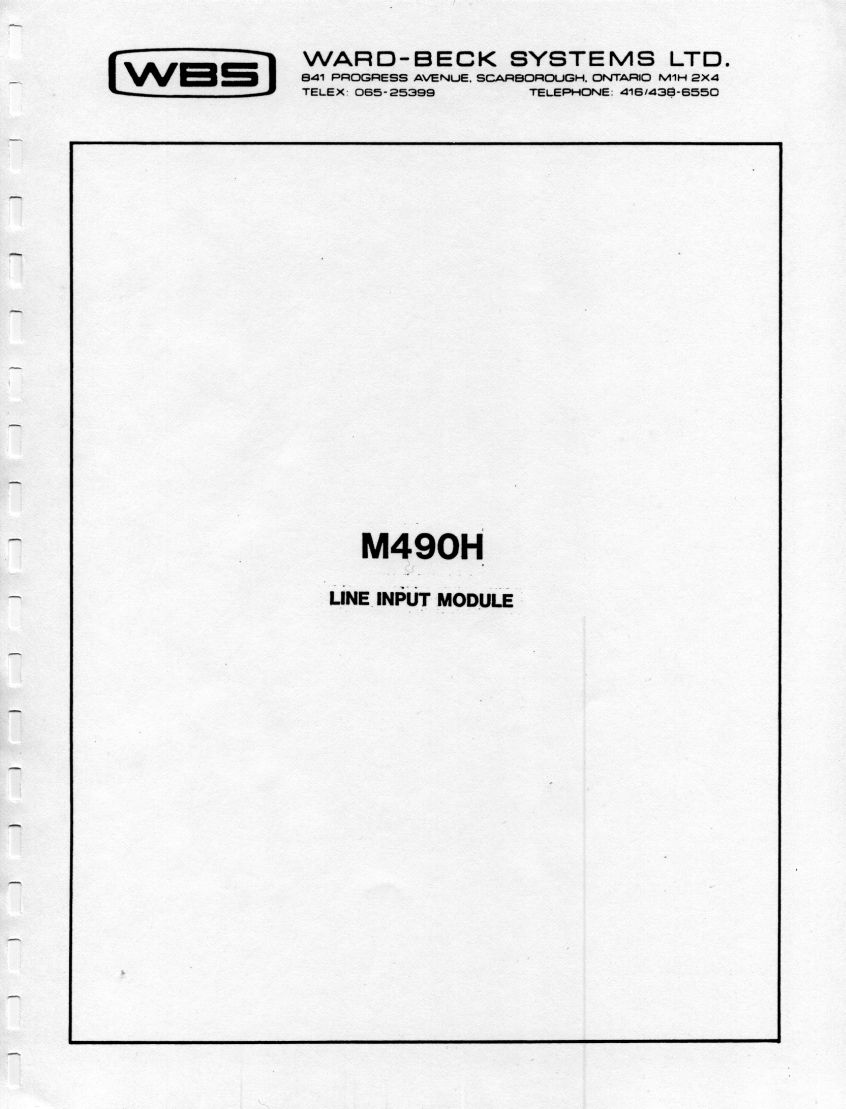 WBS
WARD-BECK SYSTEMS LTD.
841 PROGRESS AVENUE, SCARBOROUGH, ONTARIO M1H 2X4
TELEX: 065-25399 TELEPHONE: 416/438-6550
M490H
LINE INPUT MODULE